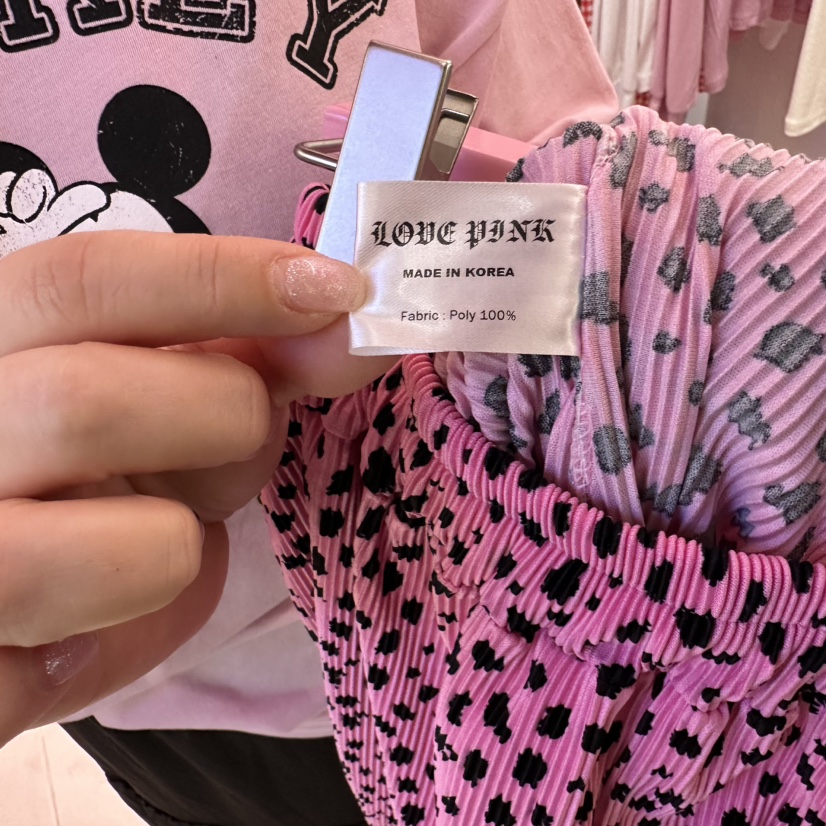 LOVE PINK
MADE IN KOREA
Fabric : Poly 100%